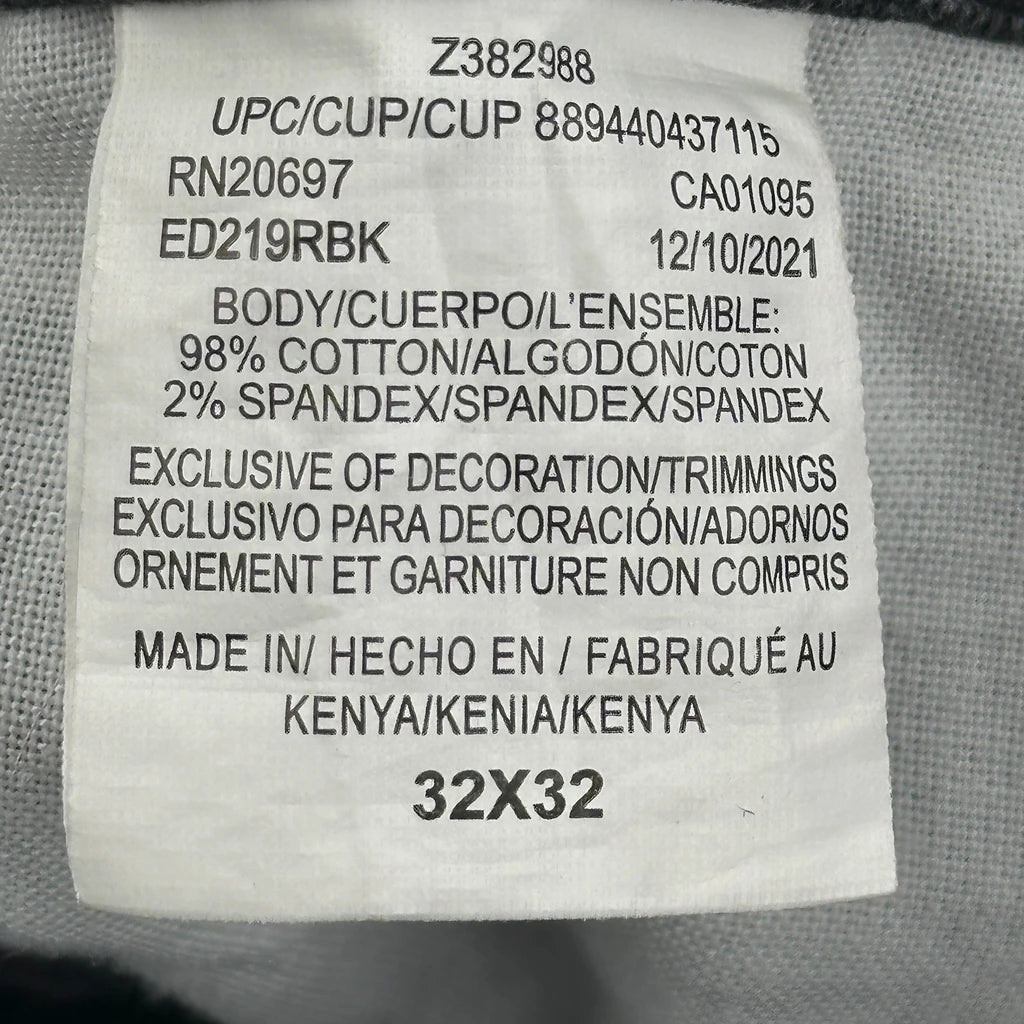 Z382988
UPC/CUP/CUP 889440437115
RN20697 CA01095
ED219RBK 12/10/2021
BODY/CUERPO/L'ENSEMBLE:
98% COTTON/ALGODÓN/COTON
2% SPANDEX/SPANDEX/SPANDEX
EXCLUSIVE OF DECORATION/TRIMMINGS
EXCLUSIVO PARA DECORACIÓN/ADORNOS
ORNEMENT ET GARNITURE NON COMPRIS
MADE IN/ HECHO EN / FABRIQUÉ AU
KENYA/KENIA/KENYA
32X32